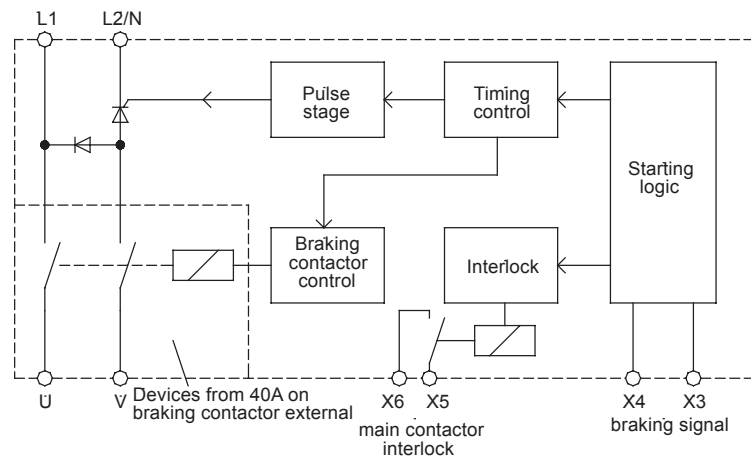 L1 L2/N
Pulse
stage
Timing
control
Starting
logic
Braking
contactor
control
Interlock
U V
Devices from 40A on
braking contactor external
X6 X5
main contactor
interlock
X4 X3
braking signal